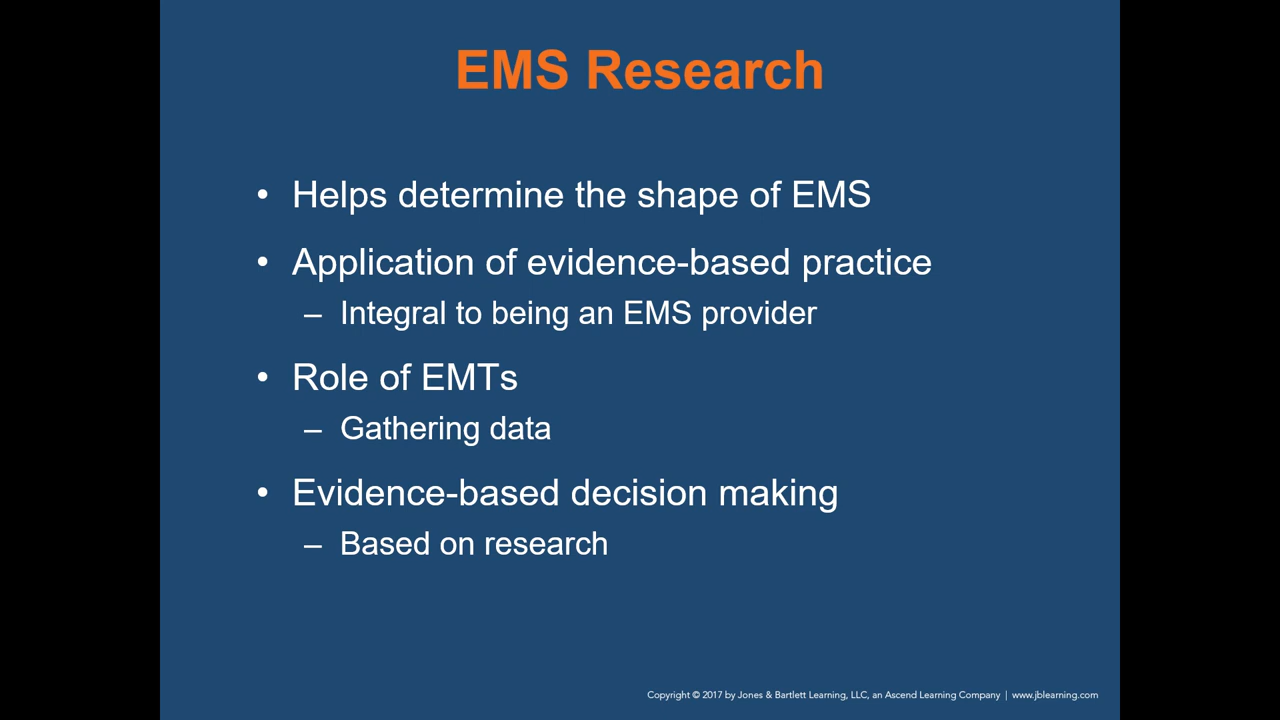 EMS Research
• Helps determine the shape of EMS
• Application of evidence-based practice
– Integral to being an EMS provider
• Role of EMTs
– Gathering data
• Evidence-based decision making
– Based on research
Copyright © 2017 by Jones & Bartlett Learning, LLC, an Ascend Learning Company | www.jblearning.com